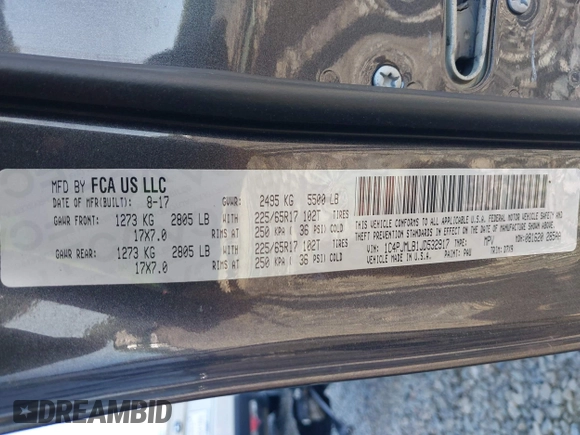 MFD BY FCA US LLC
DATE OF MFR(BUILT): 8-17 GVWR: 2495 KG 5500 LB
GAWR FRONT: 1273 KG 2805 LB WITH 225/65R17 102T TIRES
17X7.0 RIMS AT 250 KPA ( 36 PSI) COLD
GAWR REAR: 1273 KG 2805 LB WITH 225/65R17 102T TIRES
17X7.0 RIMS AT 250 KPA ( 36 PSI) COLD
THIS VEHICLE CONFORMS TO ALL APPLICABLE U.S.A. FEDERAL MOTOR VEHICLE SAFETY, BUMPER AND
THEFT PREVENTION STANDARDS IN EFFECT ON THE DATE OF MANUFACTURE SHOWN ABOVE.
VIN: 1C4PJMLB1JD532917 TYPE: MPV MDH:
VEHICLE MADE IN U.S.A. PAINT: PAU TRIM:
DREAMBID